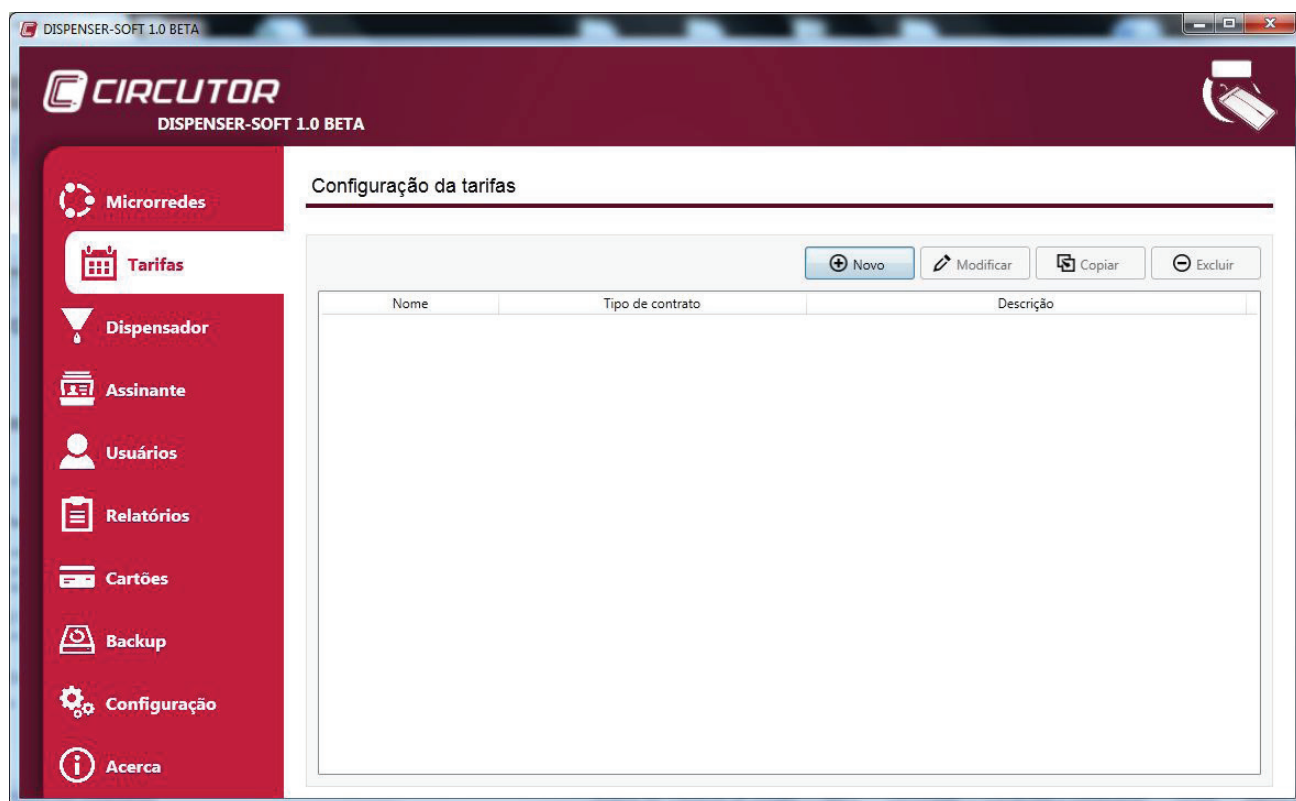 DISPENSER-SOFT 1.0 BETA
CIRCUTOR
DISPENSER-SOFT 1.0 BETA
Microrredes
Tarifas
Dispensador
Assinante
Usuários
Relatórios
Cartões
Backup
Configuração
Acerca
Configuração da tarifas
Novo Modificar Copiar Excluir
Nome Tipo de contrato Descrição